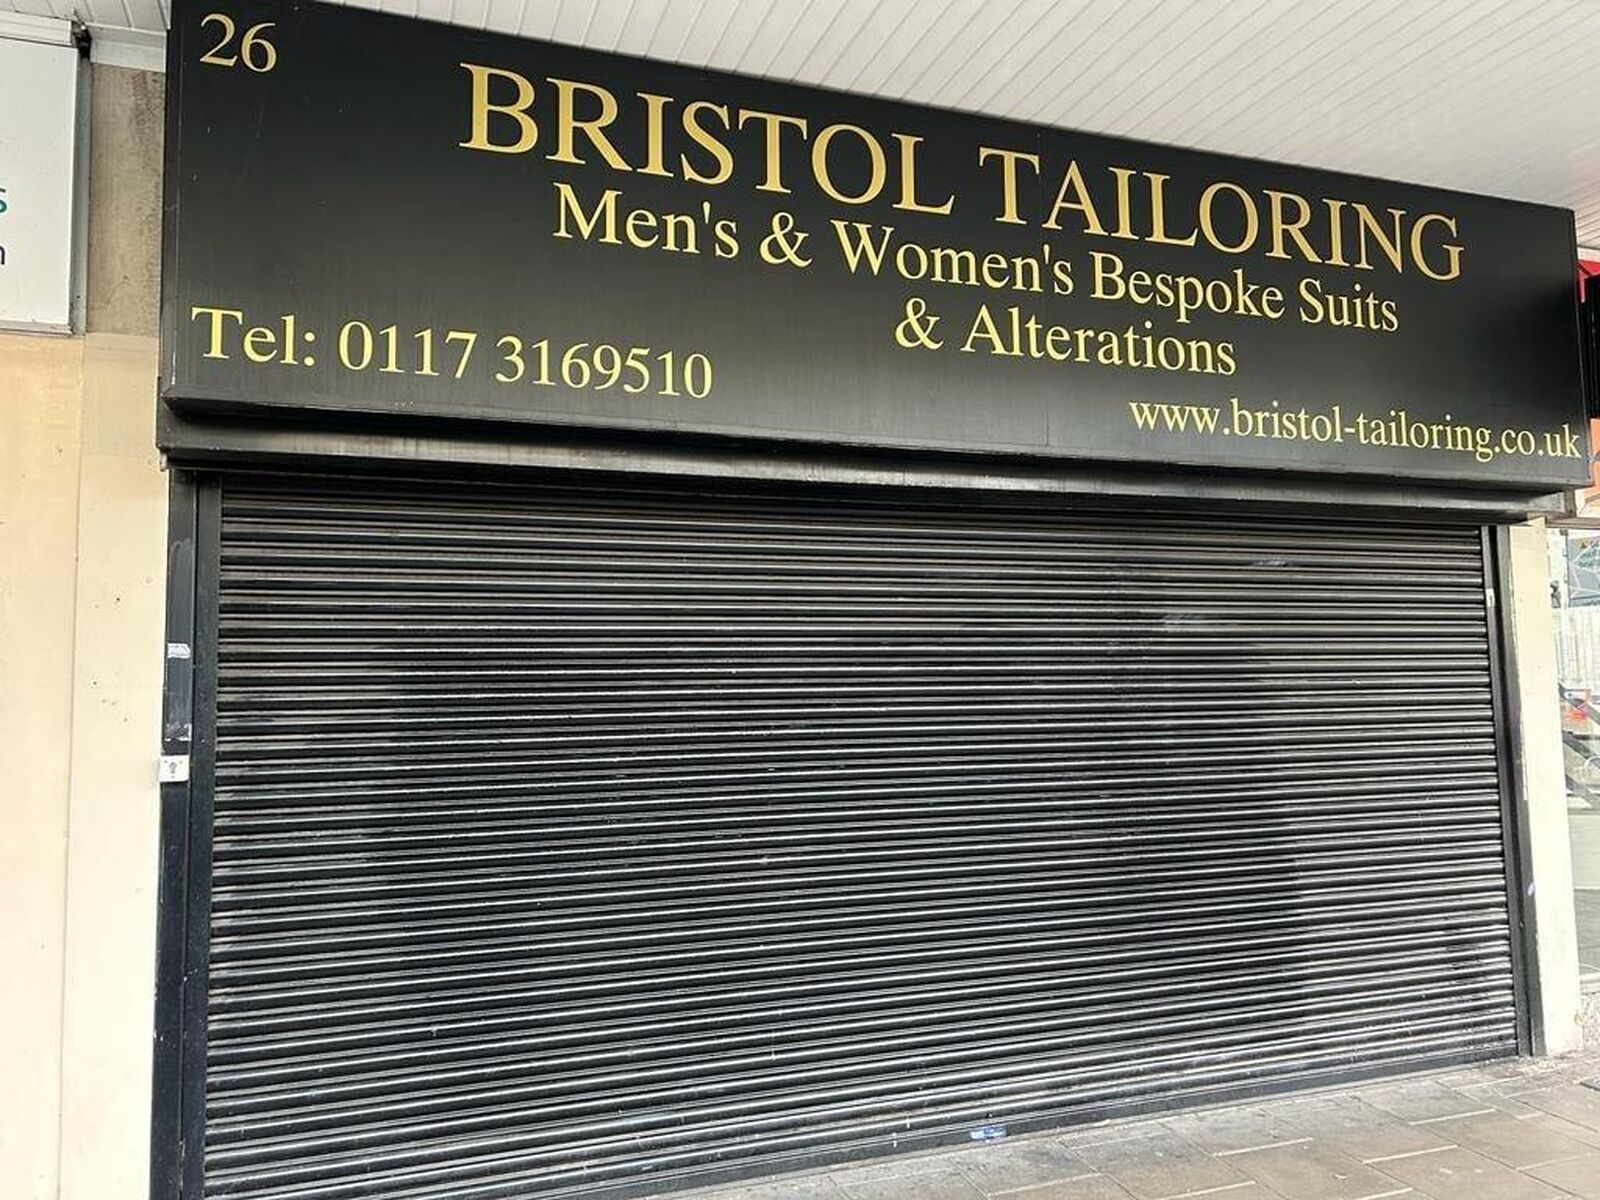 26
BRISTOL TAILORING
Men's & Women's Bespoke Suits
& Alterations
Tel: 0117 3169510
www.bristol-tailoring.co.uk